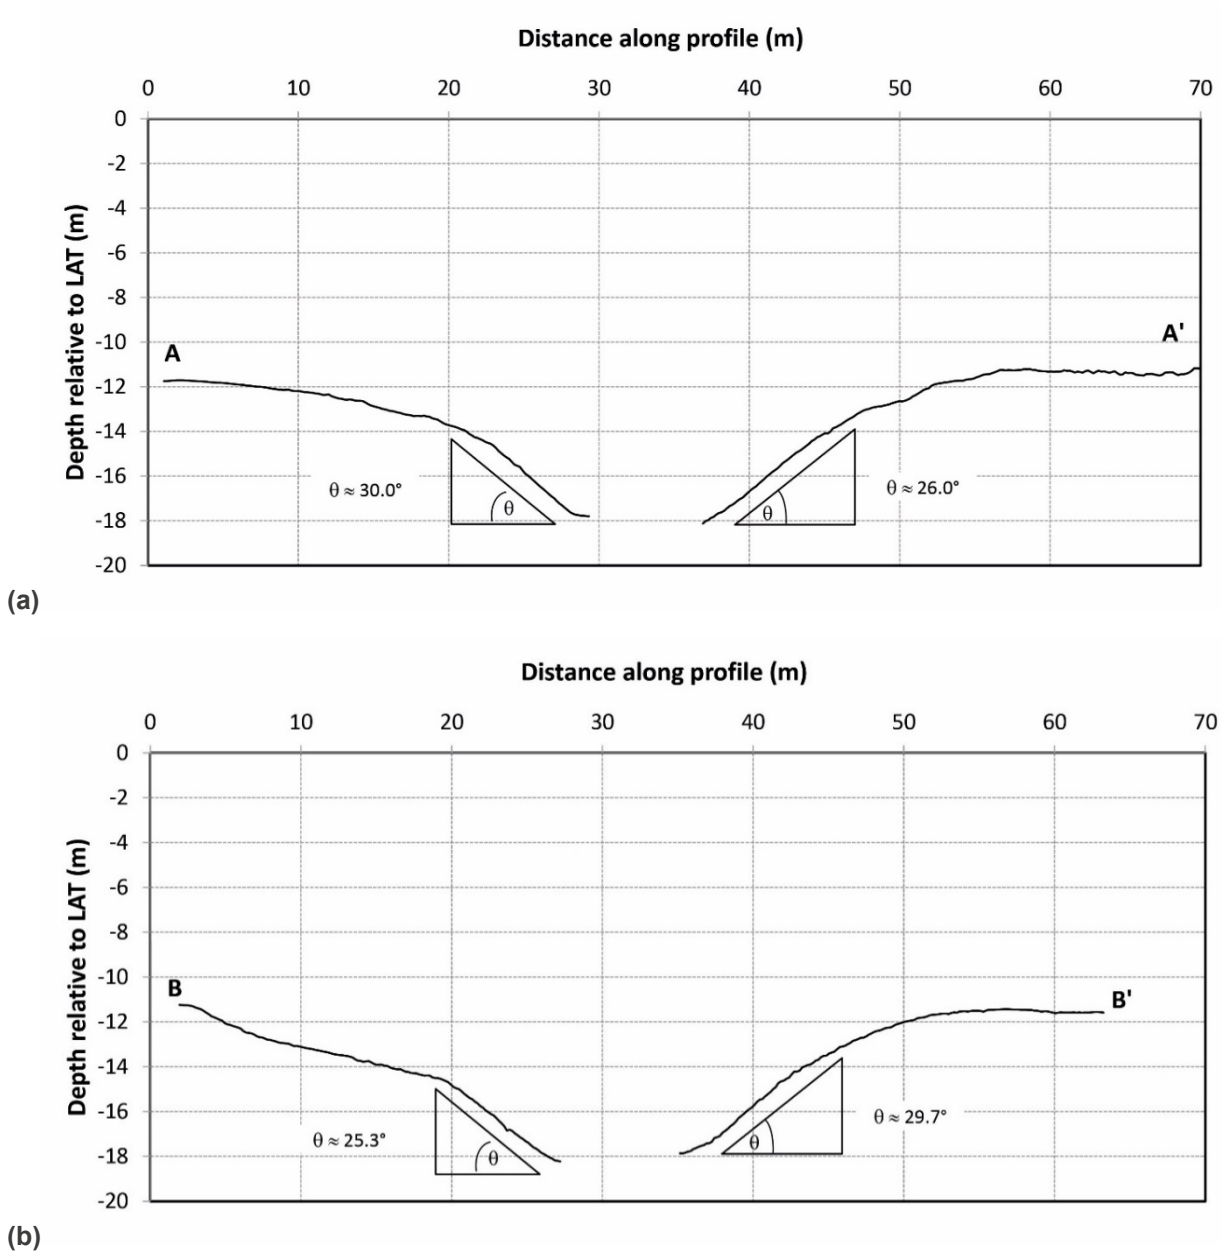 Distance along profile (m)
0 10 20 30 40 50 60 70
0
-2
-4
-6
-8
-10
-12
-14
-16
-18
-20
Depth relative to LAT (m)
A
A'
θ ≈ 30.0°
θ
θ
θ ≈ 26.0°
(a)
Distance along profile (m)
0 10 20 30 40 50 60 70
0
-2
-4
-6
-8
-10
-12
-14
-16
-18
-20
Depth relative to LAT (m)
B
B'
θ ≈ 25.3°
θ
θ
θ ≈ 29.7°
(b)